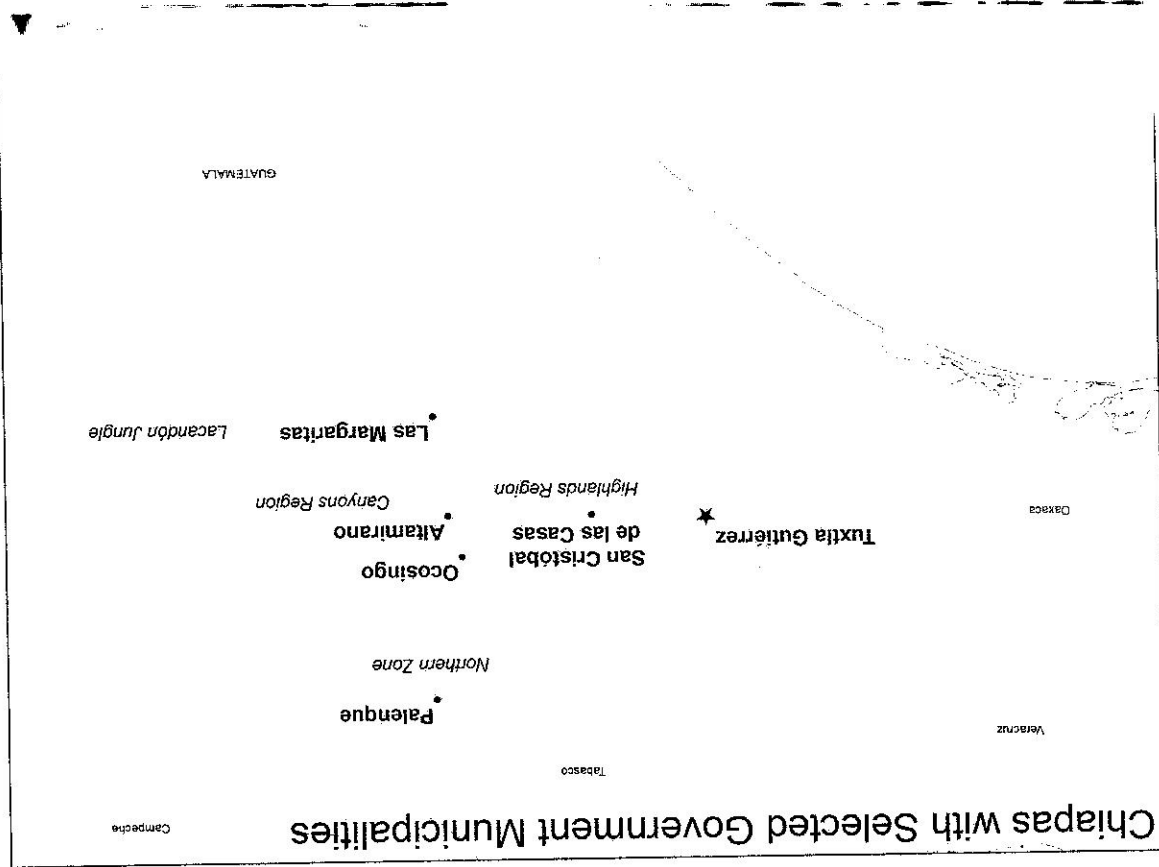 Chiapas with Selected Government Municipalities
Campeche
Tabasco
Veracruz
Palenque
Northern Zone
Ocosingo
San Cristóbal
de las Casas
Tuxtla Gutiérrez
Altamirano
Oaxaca
Canyons Region
Highlands Region
Las Margaritas
Lacandón Jungle
GUATEMALA